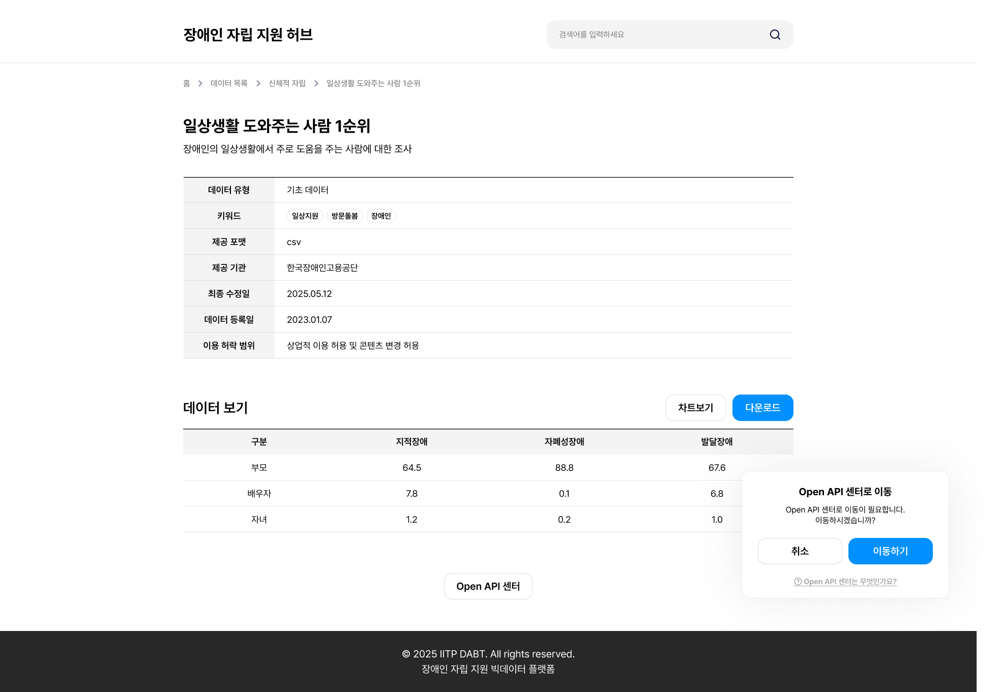 장애인 자립 지원 허브
검색어를 입력하세요
홈 > 데이터 목록 > 신체적 자립 > 일상생활 도와주는 사람 1순위
일상생활 도와주는 사람 1순위
장애인의 일상생활에서 주로 도움을 주는 사람에 대한 조사
데이터 유형 기초 데이터
키워드 일상지원 방문돌봄 장애인
제공 포맷 csv
제공 기관 한국장애인고용공단
최종 수정일 2025.05.12
데이터 등록일 2023.01.07
이용 허락 범위 상업적 이용 허용 및 콘텐츠 변경 허용
데이터 보기
차트보기
다운로드
구분 지적장애 자폐성장애 발달장애
부모 64.5 88.8 67.6
배우자 7.8 0.1 6.8
자녀 1.2 0.2 1.0
Open API 센터
Open API 센터로 이동
Open API 센터로 이동이 필요합니다.
이동하시겠습니까?
취소
이동하기
Open API 센터는 무엇인가요?
© 2025 IITP DABT. All rights reserved.
장애인 자립 지원 빅데이터 플랫폼